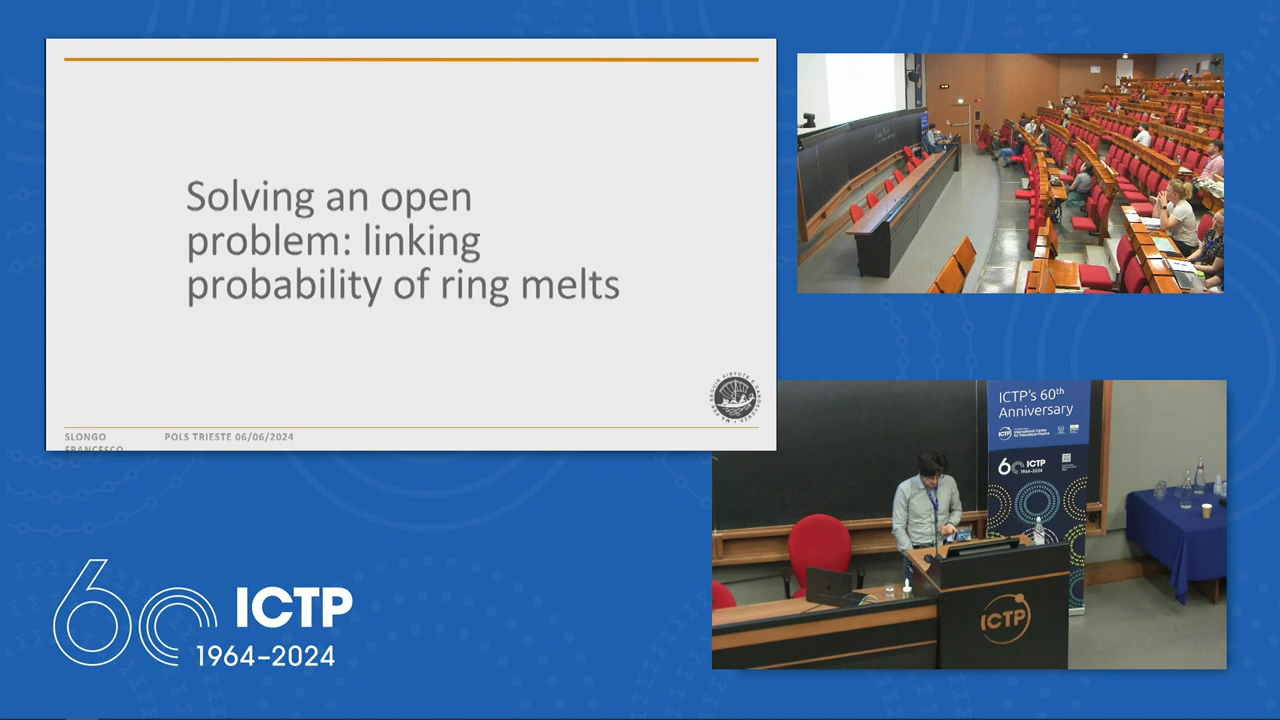 Solving an open
problem: linking
probability of ring melts
SLONGO
FRANCESCO
POLS TRIESTE 06/06/2024
ICTP's 60th
Anniversary
ICTP
60 ICTP
1964-2024
ICTP
60 ICTP
1964-2024